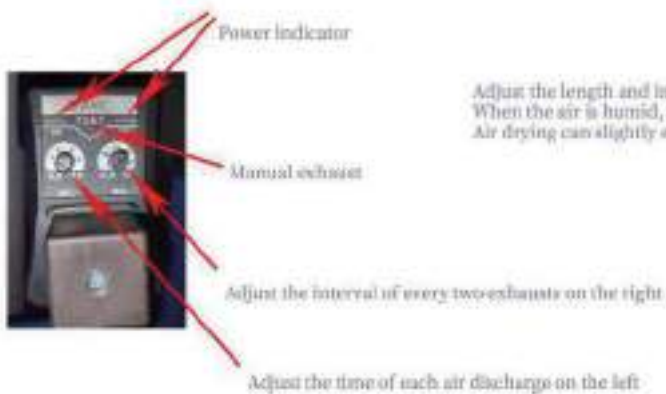 Power indicator
Adjust the length and in
When the air is humid,
Air drying can slightly
TEST
Manual exhaust
Adjust the interval of every two exhausts on the right
Adjust the time of each air discharge on the left